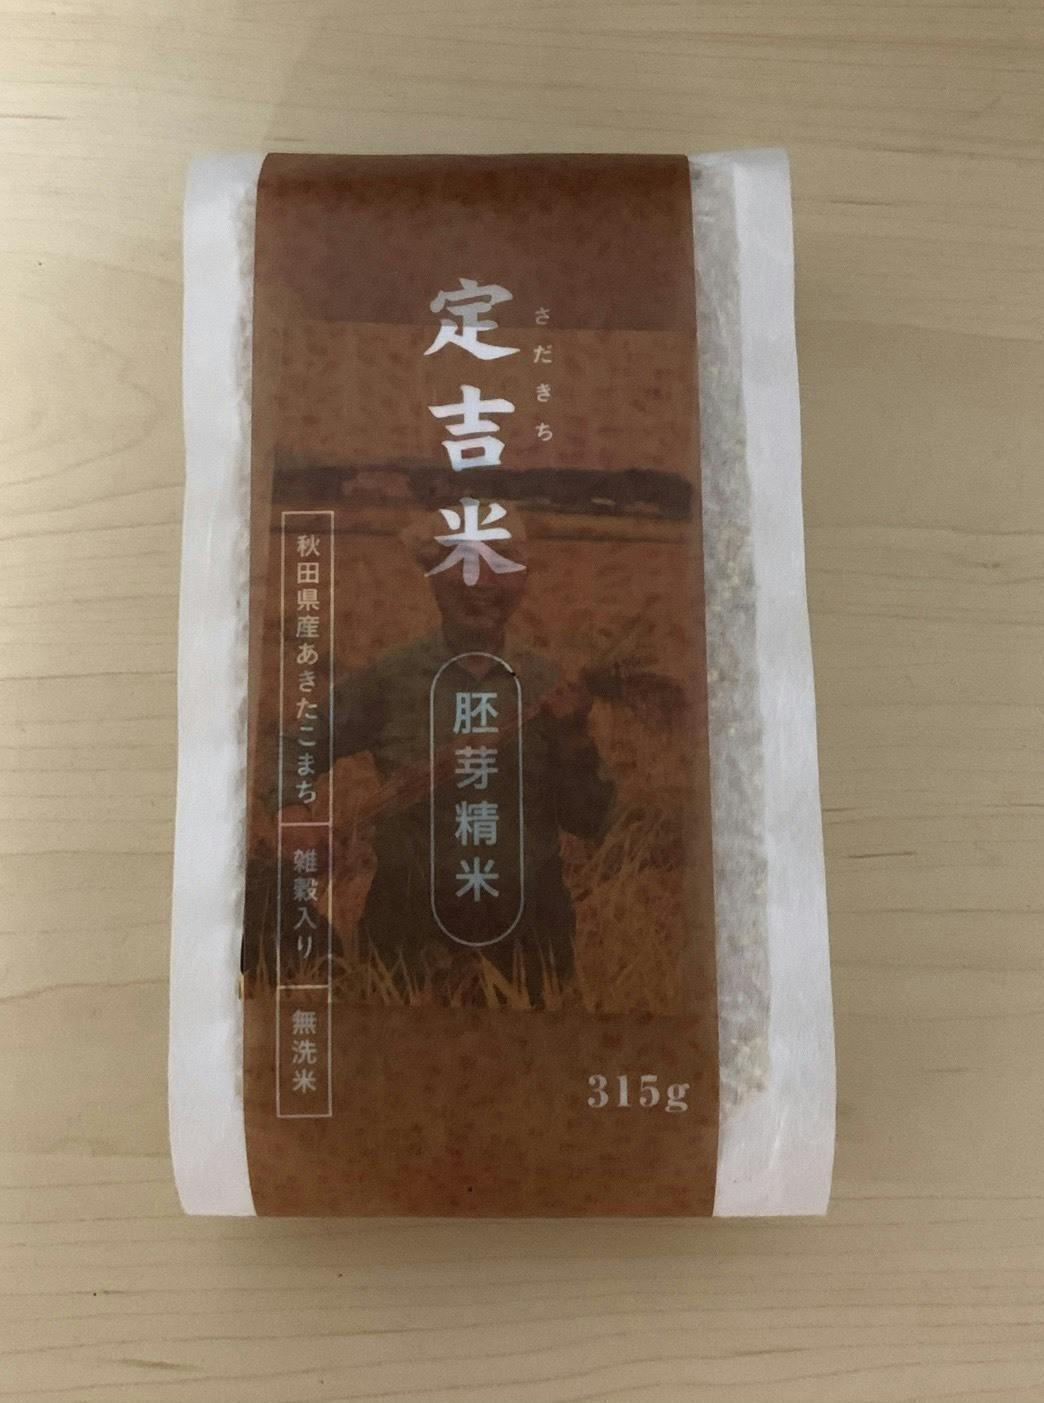 定吉米
さだきち
胚芽精米
秋田県産あきたこまち
雑穀入り
無洗米
315g